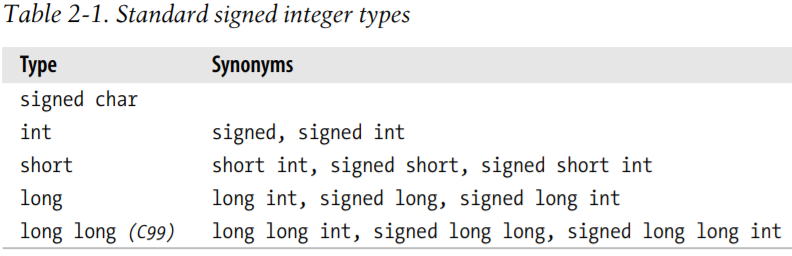 Table 2-1. Standard signed integer types
Type Synonyms
signed char
int signed, signed int
short short int, signed short, signed short int
long long int, signed long, signed long int
long long (C99) long long int, signed long long, signed long long int